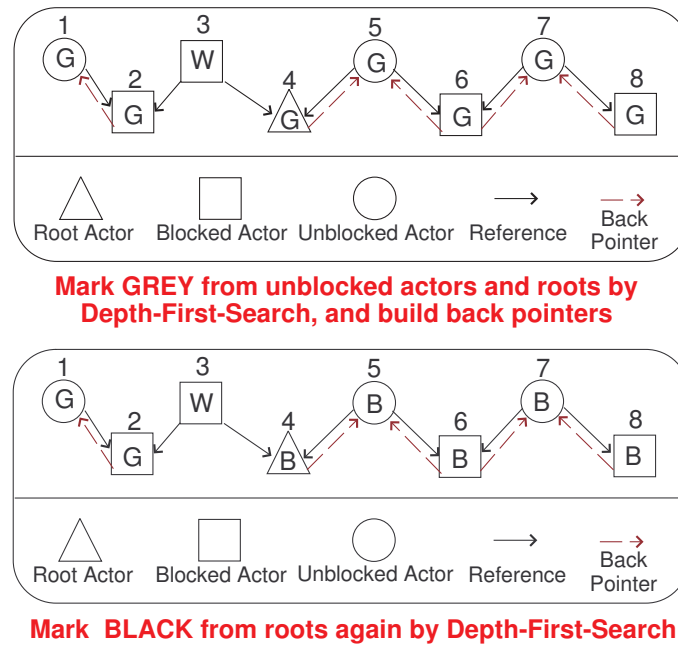 1 3 5 7
G W G G
2 4 6 8
G G G G
Root Actor Blocked Actor Unblocked Actor Reference Back
Pointer
Mark GREY from unblocked actors and roots by
Depth-First-Search, and build back pointers
1 3 5 7
G W B B
2 4 6 8
G B B B
Root Actor Blocked Actor Unblocked Actor Reference Back
Pointer
Mark BLACK from roots again by Depth-First-Search